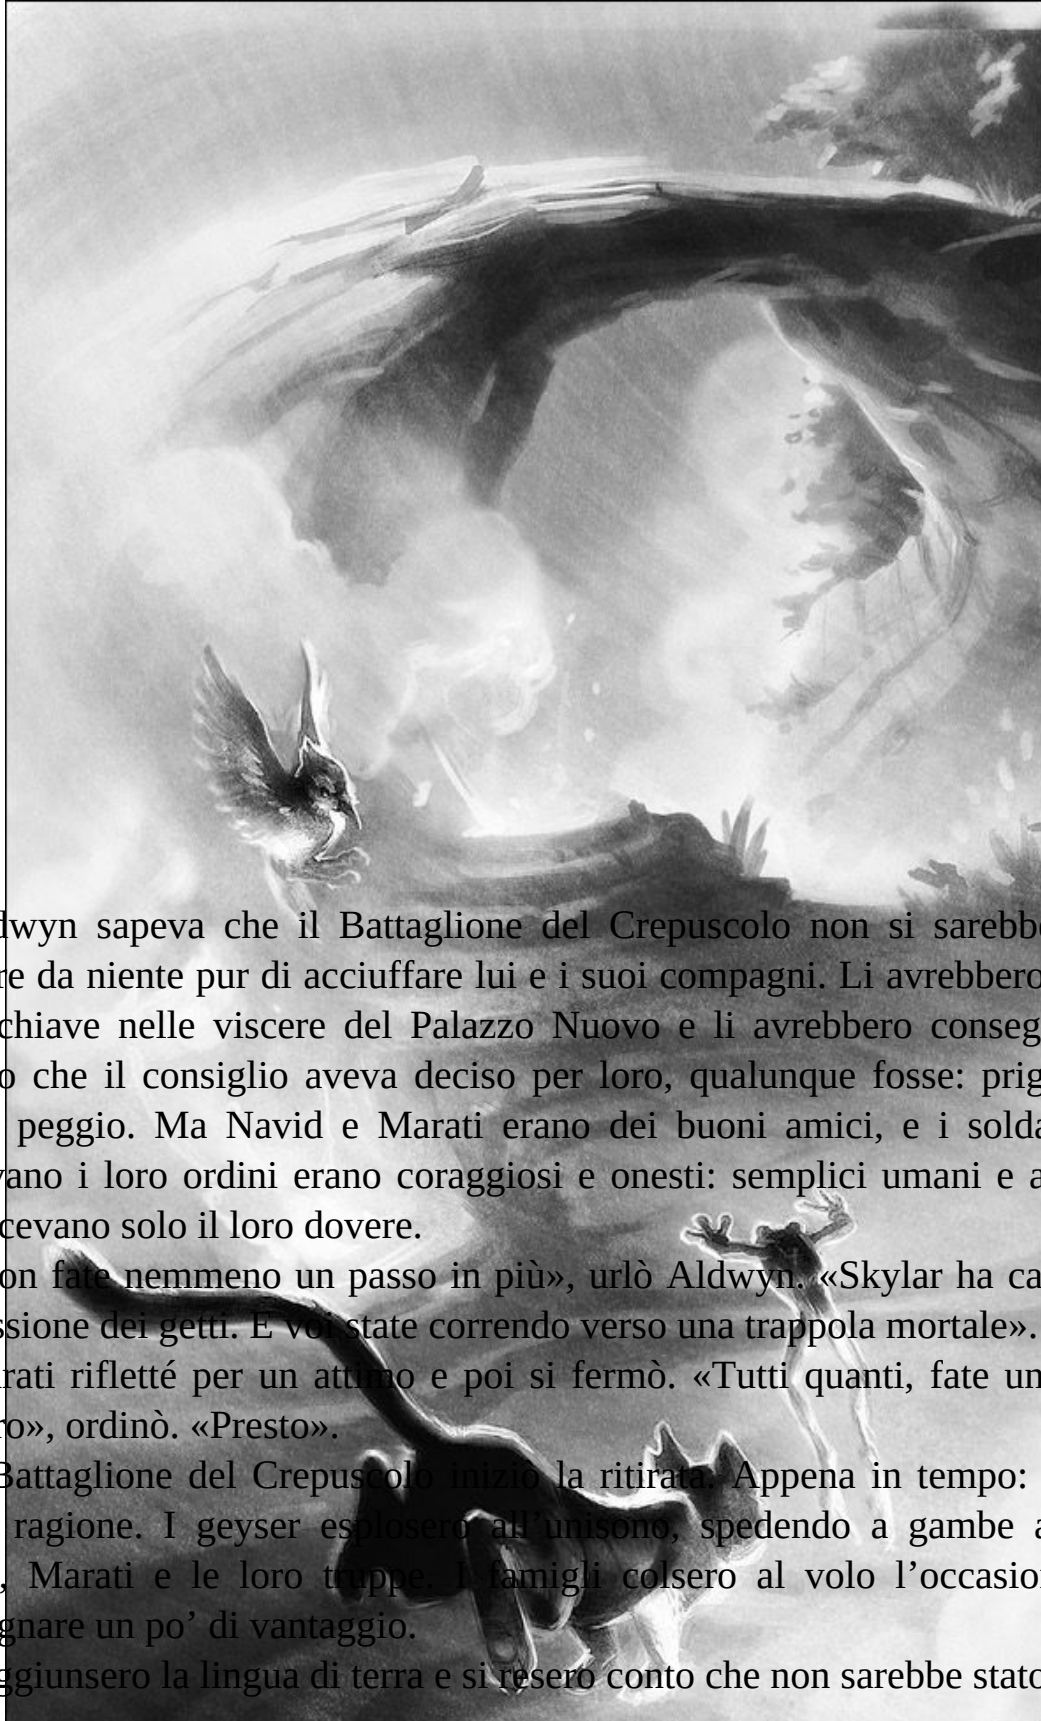 dwyn sapeva che il Battaglione del Crepuscolo non si sarebbe
re da niente pur di acciuffare lui e i suoi compagni. Li avrebbero
chiave nelle viscere del Palazzo Nuovo e li avrebbero conseg
o che il consiglio aveva deciso per loro, qualunque fosse: prig
peggio. Ma Navid e Marati erano dei buoni amici, e i solda
vano i loro ordini erano coraggiosi e onesti: semplici umani e a
cevano solo il loro dovere.
on fate nemmeno un passo in più», urlò Aldwyn. «Skylar ha ca
ssione dei getti. E voi state correndo verso una trappola mortale».
rati rifletté per un attimo e poi si fermò. «Tutti quanti, fate un
ro», ordinò. «Presto».
Battaglione del Crepuscolo iniziò la ritirata. Appena in tempo:
ragione. I geyser esplosero all’unisono, spedendo a gambe a
, Marati e le loro truppe. I famigli colsero al volo l’occasion
gnare un po’ di vantaggio.
ggiunsero la lingua di terra e si resero conto che non sarebbe stato